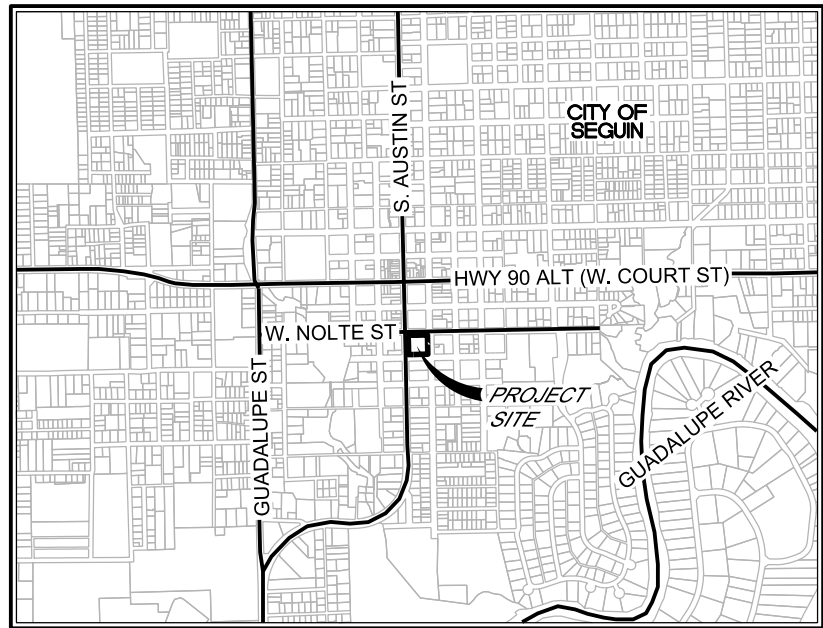 CITY OF
SEGUIN
S. AUSTIN ST
HWY 90 ALT (W. COURT ST)
W. NOLTE ST
PROJECT
SITE
GUADALUPE ST
GUADALUPE RIVER